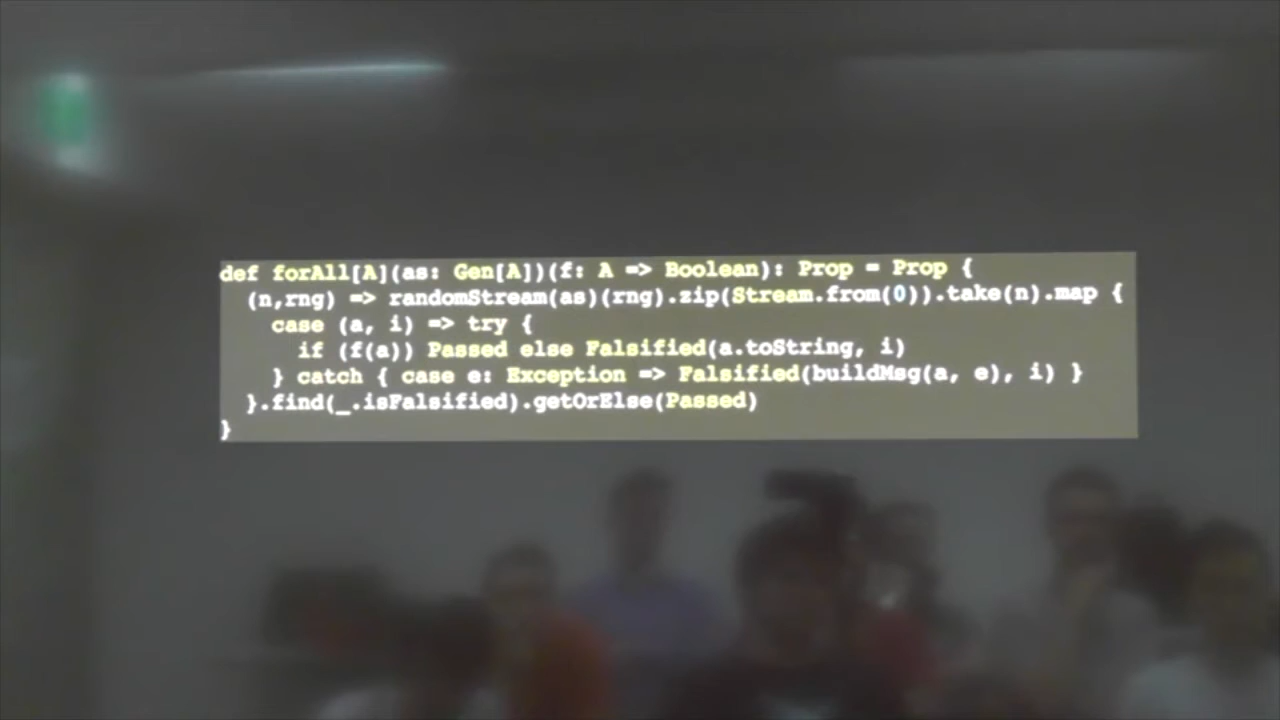 def forAll[A](as: Gen[A])(f: A => Boolean): Prop = Prop {
  (n,rng) => randomStream(as)(rng).zip(Stream.from(0)).take(n).map {
    case (a, i) => try {
      if (f(a)) Passed else Falsified(a.toString, i)
    } catch { case e: Exception => Falsified(buildMsg(a, e), i) }
  }.find(_.isFalsified).getOrElse(Passed)
}